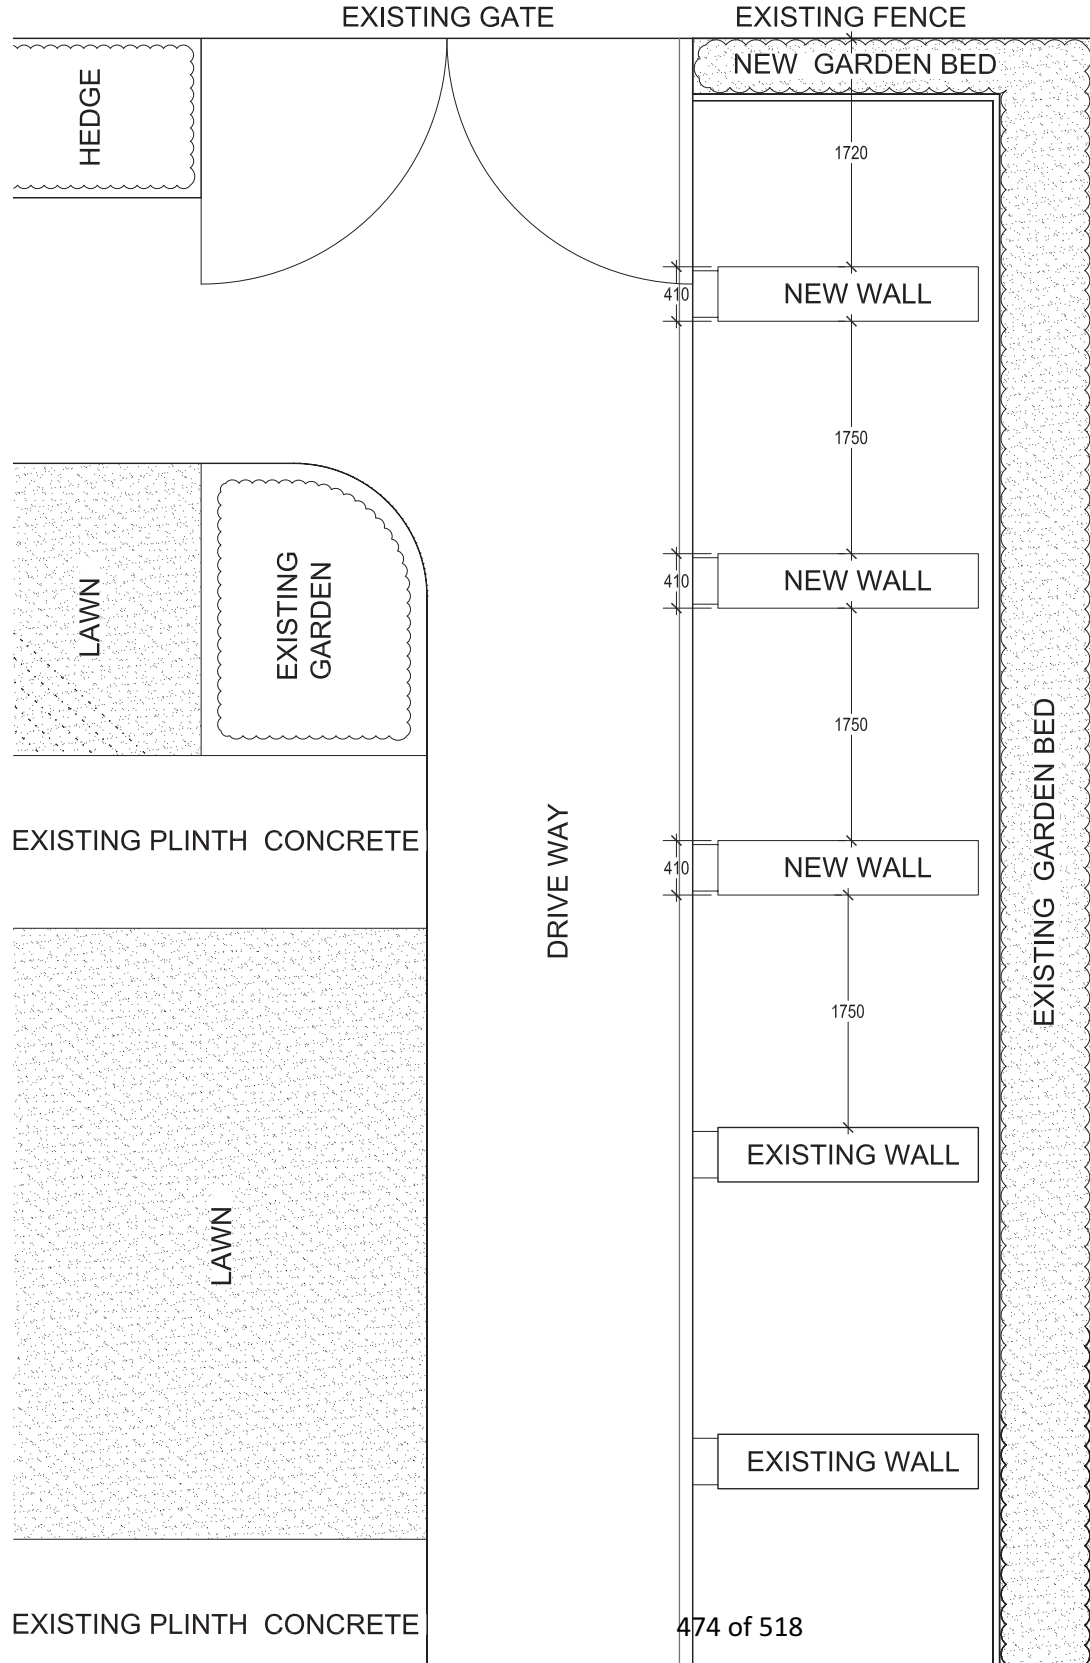 EXISTING GATE
EXISTING FENCE
NEW GARDEN BED
HEDGE
1720
410
NEW WALL
1750
410
NEW WALL
LAWN
EXISTING
GARDEN
1750
EXISTING PLINTH CONCRETE
DRIVE WAY
410
NEW WALL
EXISTING GARDEN BED
1750
EXISTING WALL
LAWN
EXISTING WALL
EXISTING PLINTH CONCRETE
474 of 518